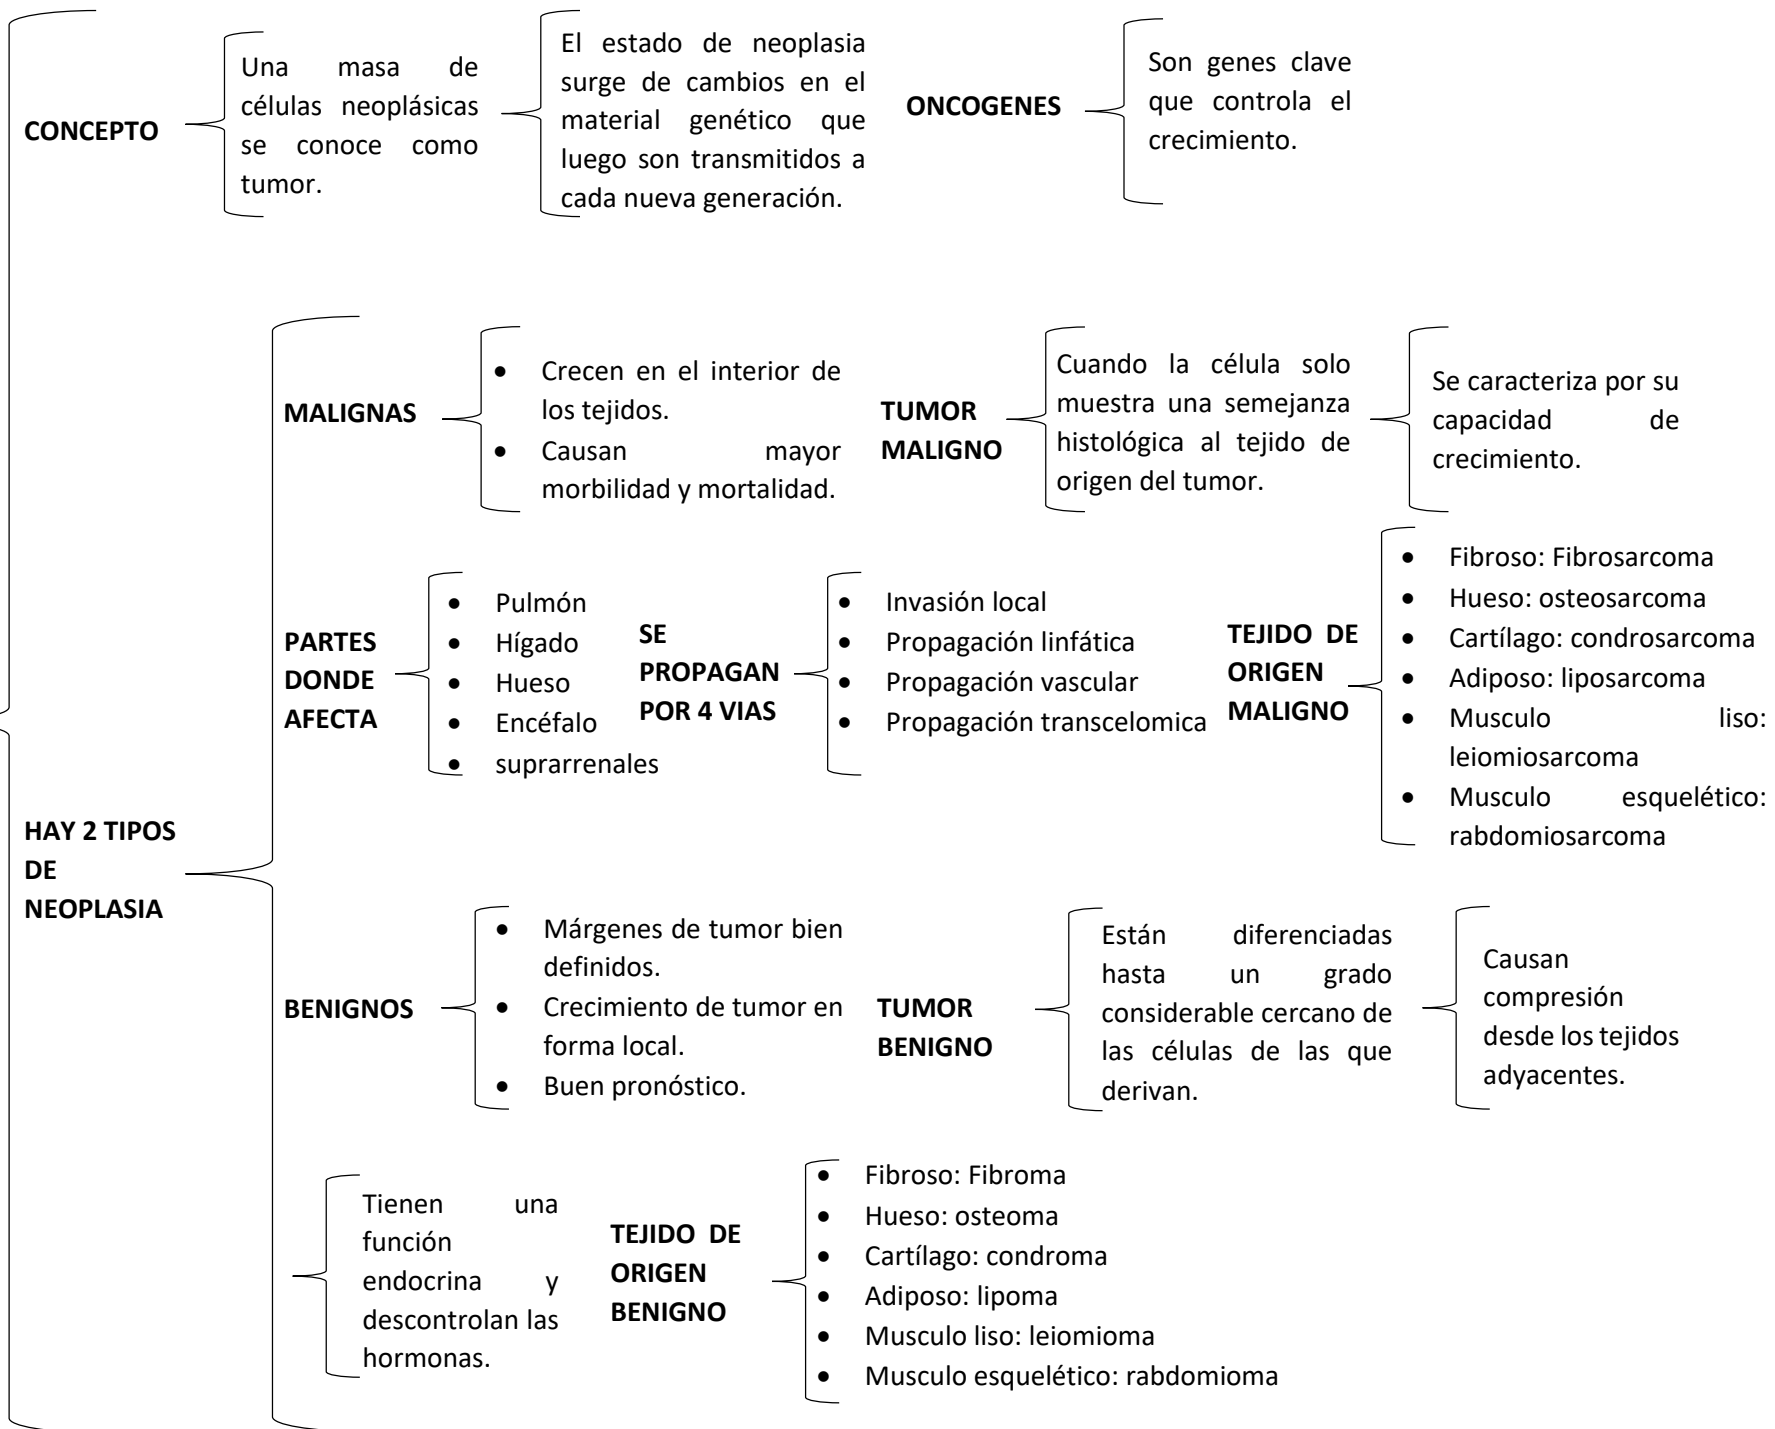 CONCEPTO
Una masa de
células neoplásicas
se conoce como
tumor.
El estado de neoplasia
surge de cambios en el
material genético que
luego son transmitidos a
cada nueva generación.
ONCOGENES
Son genes clave
que controla el
crecimiento.
HAY 2 TIPOS
DE
NEOPLASIA
MALIGNAS
• Crecen en el interior de
los tejidos.
• Causan mayor
morbilidad y mortalidad.
TUMOR
MALIGNO
Cuando la célula solo
muestra una semejanza
histológica al tejido de
origen del tumor.
Se caracteriza por su
capacidad de
crecimiento.
PARTES
DONDE
AFECTA
• Pulmón
• Hígado
• Hueso
• Encéfalo
• suprarrenales
SE
PROPAGAN
POR 4 VIAS
• Invasión local
• Propagación linfática
• Propagación vascular
• Propagación transcelomica
TEJIDO DE
ORIGEN
MALIGNO
• Fibroso: Fibrosarcoma
• Hueso: osteosarcoma
• Cartílago: condrosarcoma
• Adiposo: liposarcoma
• Musculo liso:
leiomiosarcoma
• Musculo esquelético:
rabdomiosarcoma
BENIGNOS
• Márgenes de tumor bien
definidos.
• Crecimiento de tumor en
forma local.
• Buen pronóstico.
TUMOR
BENIGNO
Están diferenciadas
hasta un grado
considerable cercano de
las células de las que
derivan.
Causan
compresión
desde los tejidos
adyacentes.
Tienen una
función
endocrina y
descontrolan las
hormonas.
TEJIDO DE
ORIGEN
BENIGNO
• Fibroso: Fibroma
• Hueso: osteoma
• Cartílago: condroma
• Adiposo: lipoma
• Musculo liso: leiomioma
• Musculo esquelético: rabdomioma